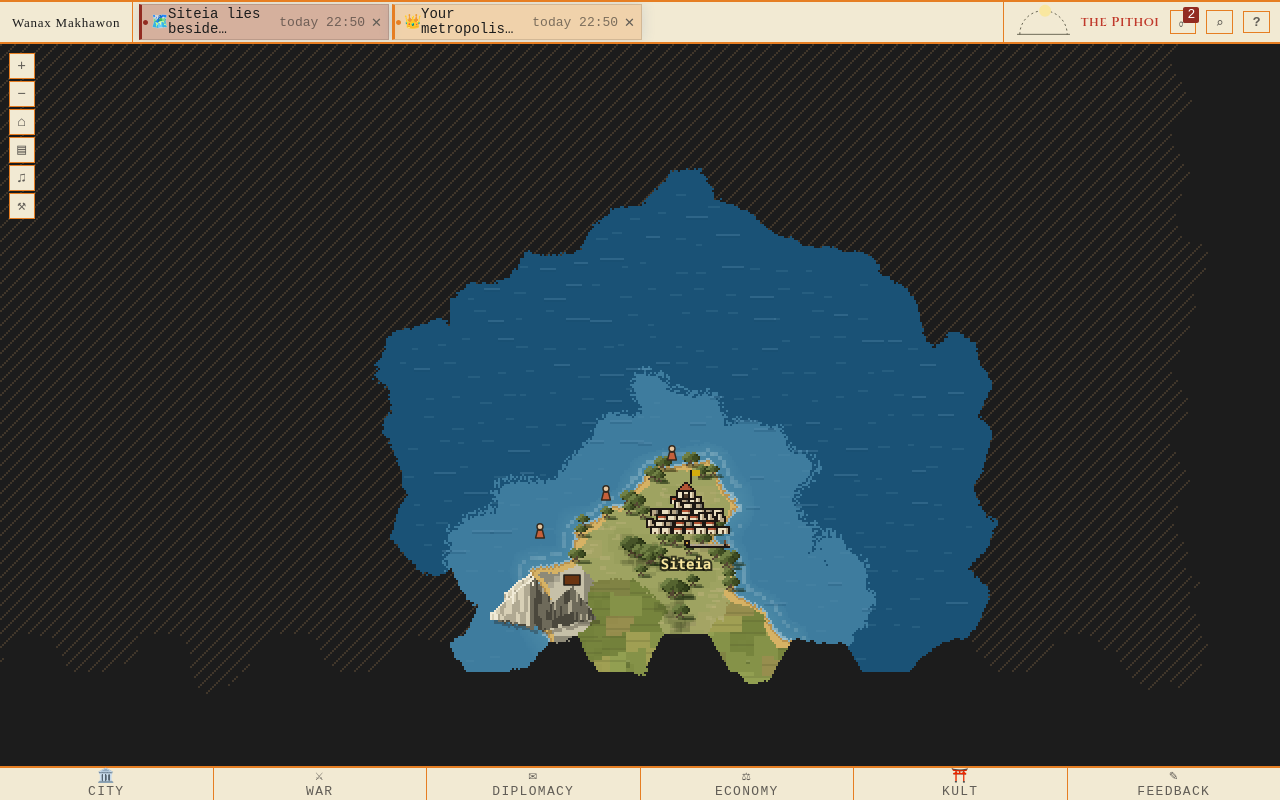 Wanax Makhawon
Siteia lies beside… today 22:50 ✕
Your metropolis… today 22:50 ✕
THE PITHOI
2
?
Siteia
CITY
WAR
DIPLOMACY
ECONOMY
KULT
FEEDBACK